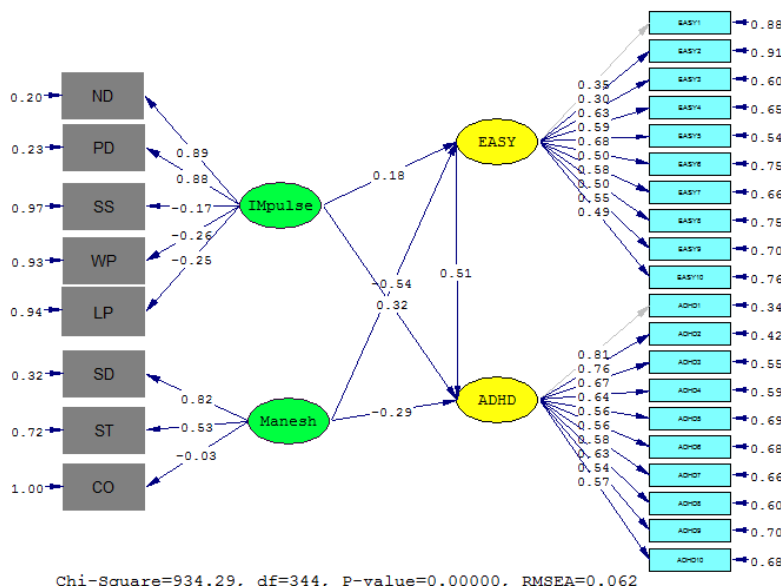 0.20 ND
0.23 PD
0.97 SS
0.93 WP
0.94 LP
0.32 SD
0.72 ST
1.00 CO
0.89
0.88
-0.17
-0.26
-0.25
0.82
0.53
-0.03
IMpulse
Manesh
0.18
-0.54
0.32
0.51
-0.29
EASY
ADHD
0.35
0.30
0.63
0.59
0.68
0.50
0.58
0.50
0.55
0.49
0.81
0.76
0.67
0.64
0.56
0.56
0.58
0.63
0.54
0.57
EASY1 0.88
EASY2 0.91
EASY3 0.60
EASY4 0.65
EASY5 0.54
EASY6 0.75
EASY7 0.66
EASY8 0.75
EASY9 0.70
EASY10 0.76
ADHD1 0.34
ADHD2 0.42
ADHD3 0.55
ADHD4 0.59
ADHD5 0.69
ADHD6 0.68
ADHD7 0.66
ADHD8 0.60
ADHD9 0.70
ADHD10 0.68
Chi-Square=934.29, df=344, P-value=0.00000, RMSEA=0.062